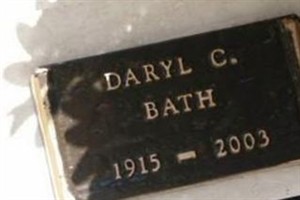 DARYL C.
BATH
1915 - 2003